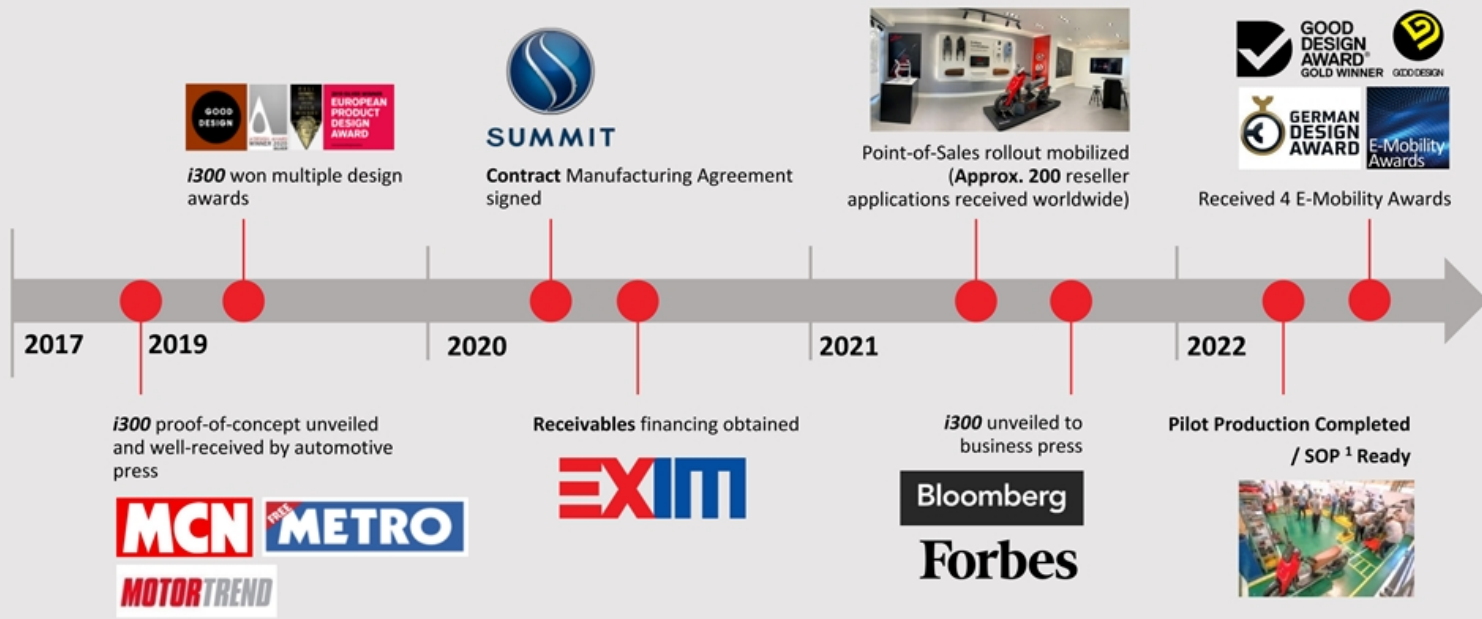 GOOD
DESIGN
EUROPEAN
PRODUCT
DESIGN
AWARD
i300 won multiple design
awards
SUMMIT
Contract Manufacturing Agreement
signed
Point-of-Sales rollout mobilized
(Approx. 200 reseller
applications received worldwide)
GOOD
DESIGN
AWARD®
GOLD WINNER
GOOD DESIGN
GERMAN
DESIGN
AWARD
E-Mobility
Awards
Received 4 E-Mobility Awards
2017
2019
2020
2021
2022
i300 proof-of-concept unveiled
and well-received by automotive
press
MCN
FREE
METRO
MOTORTREND
Receivables financing obtained
EXIM
i300 unveiled to
business press
Bloomberg
Forbes
Pilot Production Completed
/ SOP 1 Ready